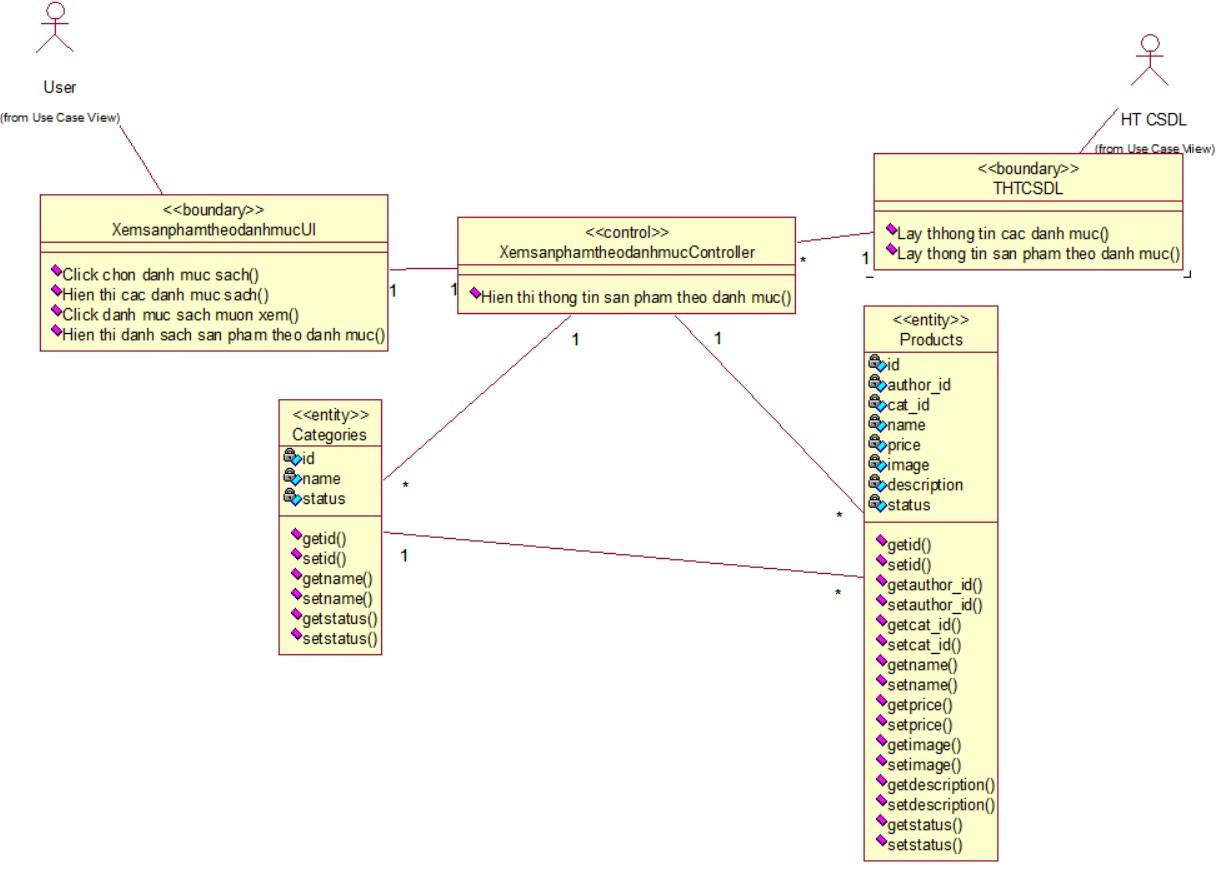 User
(from Use Case View)
HT CSDL
(from Use Case View)
<<boundary>>
XemsanphamtheodanhmucUI
Click chon danh muc sach()
Hien thi cac danh muc sach()
Click danh muc sach muon xem()
Hien thi danh sach san pham theo danh muc()
1
1
<<control>>
XemsanphamtheodanhmucController
Hien thi thong tin san pham theo danh muc()
*
1
<<boundary>>
THTCSDL
Lay thhong tin cac danh muc()
Lay thong tin san pham theo danh muc()
1
1
<<entity>>
Categories
id
name
status
getid()
setid()
getname()
setname()
getstatus()
setstatus()
*
1
*
*
<<entity>>
Products
id
author_id
cat_id
name
price
image
description
status
getid()
setid()
getauthor_id()
setauthor_id()
getcat_id()
setcat_id()
getname()
setname()
getprice()
setprice()
getimage()
setimage()
getdescription()
setdescription()
getstatus()
setstatus()